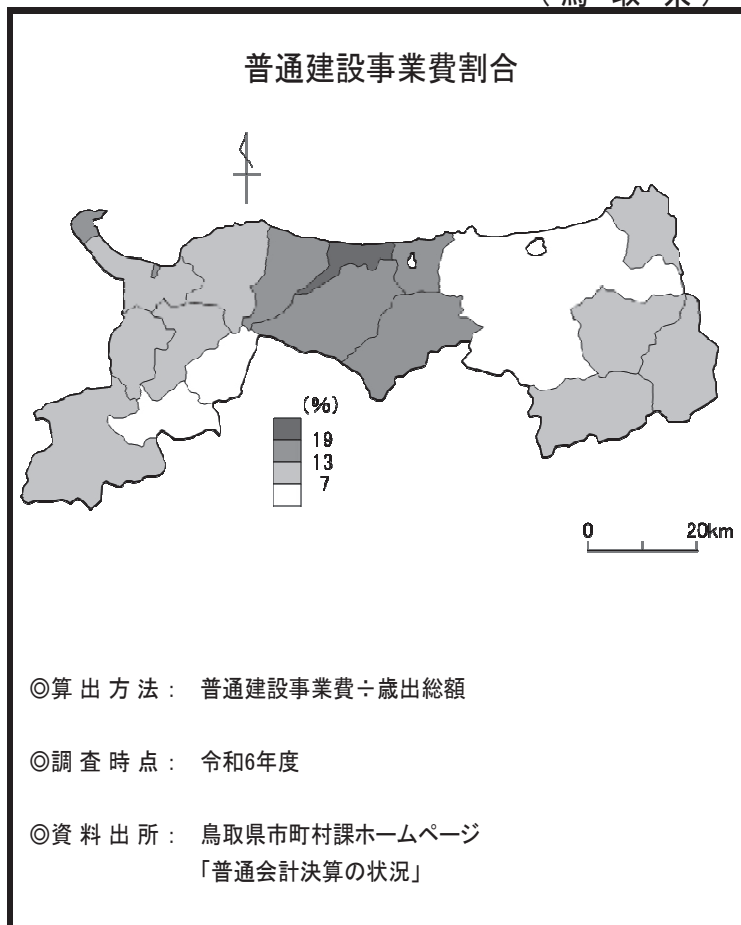 （鳥取県）
普通建設事業費割合
(%)
19
13
7
0 20km
◎算出方法： 普通建設事業費÷歳出総額
◎調査時点： 令和6年度
◎資料出所： 鳥取県市町村課ホームページ
「普通会計決算の状況」